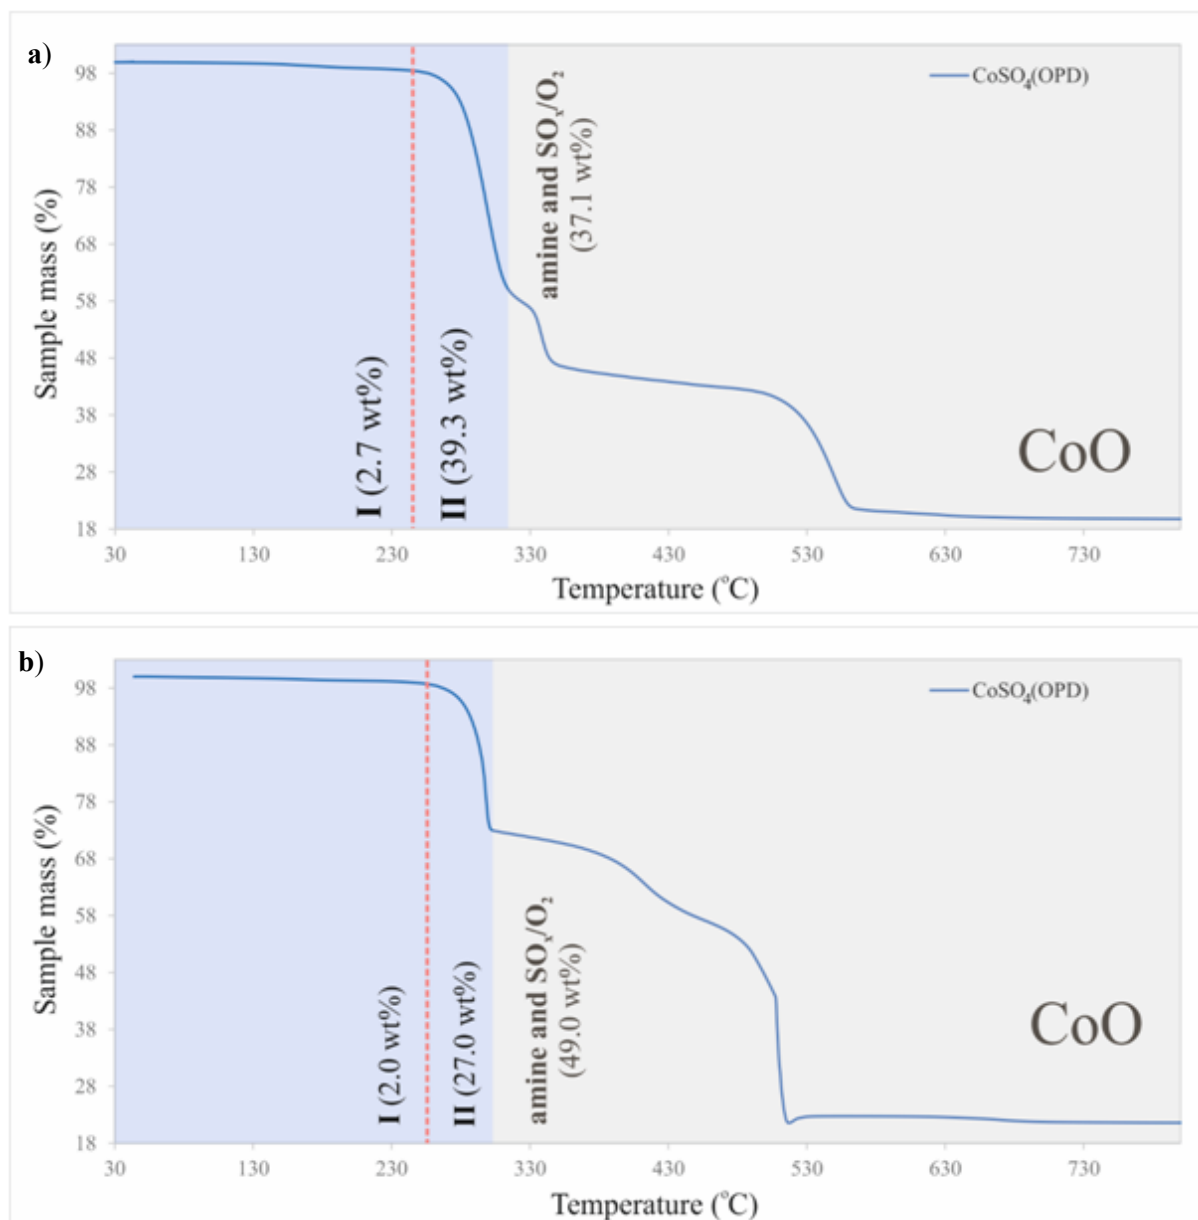 a)
CoSO₄(OPD)
98
88
78
68
58
48
38
28
18
Sample mass (%)
I (2.7 wt%)
II (39.3 wt%)
amine and SOₓ/O₂
(37.1 wt%)
CoO
30 130 230 330 430 530 630 730
Temperature (°C)
b)
CoSO₄(OPD)
98
88
78
68
58
48
38
28
18
Sample mass (%)
I (2.0 wt%)
II (27.0 wt%)
amine and SOₓ/O₂
(49.0 wt%)
CoO
30 130 230 330 430 530 630 730
Temperature (°C)